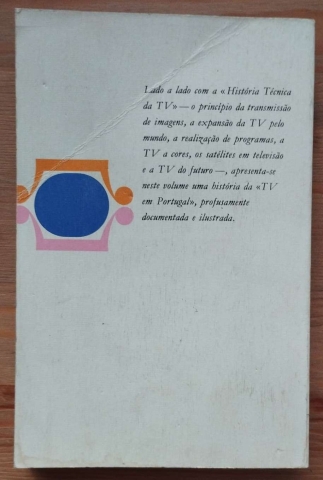 Lado a lado com a «História Técnica
da TV» — o princípio da transmissão
de imagens, a expansão da TV pelo
mundo, a realização de programas, a
TV a cores, os satélites em televisão
e a TV do futuro —, apresenta-se
neste volume uma história da «TV
em Portugal», profusamente
documentada e ilustrada.